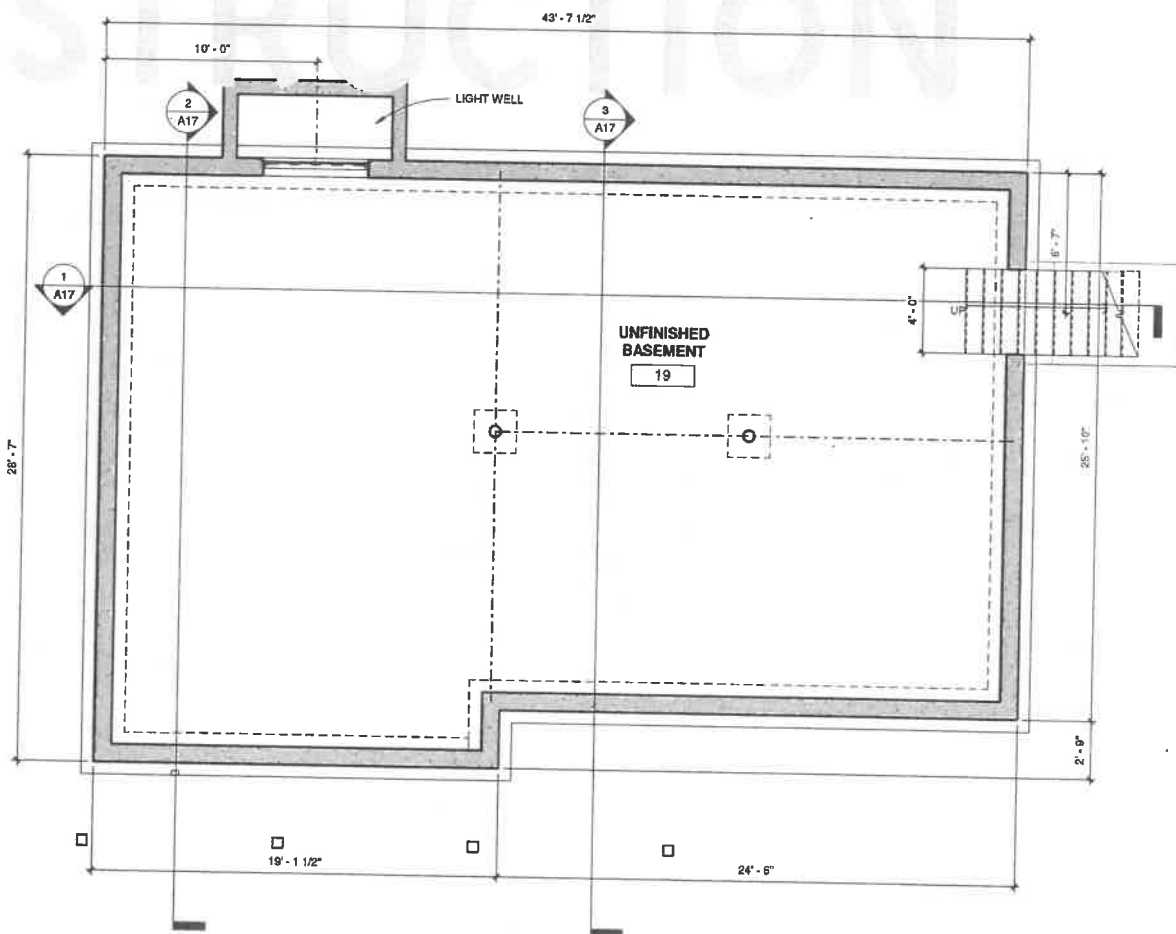 STRUCTION
43' - 7 1/2"
10' - 0"
LIGHT WELL
2
A17
3
A17
1
A17
6' - 7"
4' - 0"
UP
UNFINISHED
BASEMENT
19
28' - 7"
25' - 10"
2' - 9"
19' - 1 1/2"
24' - 6"